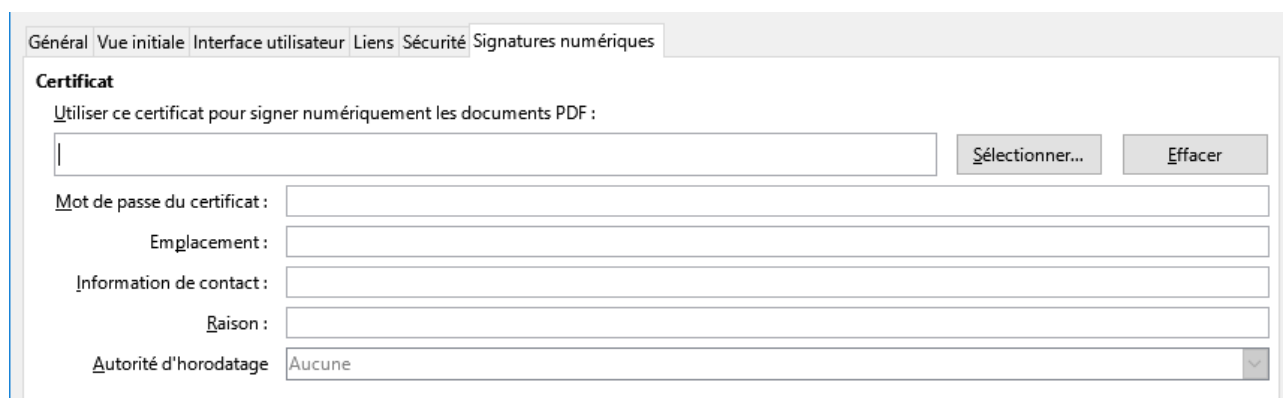 Général Vue initiale Interface utilisateur Liens Sécurité Signatures numériques
Certificat
Utiliser ce certificat pour signer numériquement les documents PDF :
Sélectionner... Effacer
Mot de passe du certificat :
Emplacement :
Information de contact :
Raison :
Autorité d'horodatage Aucune